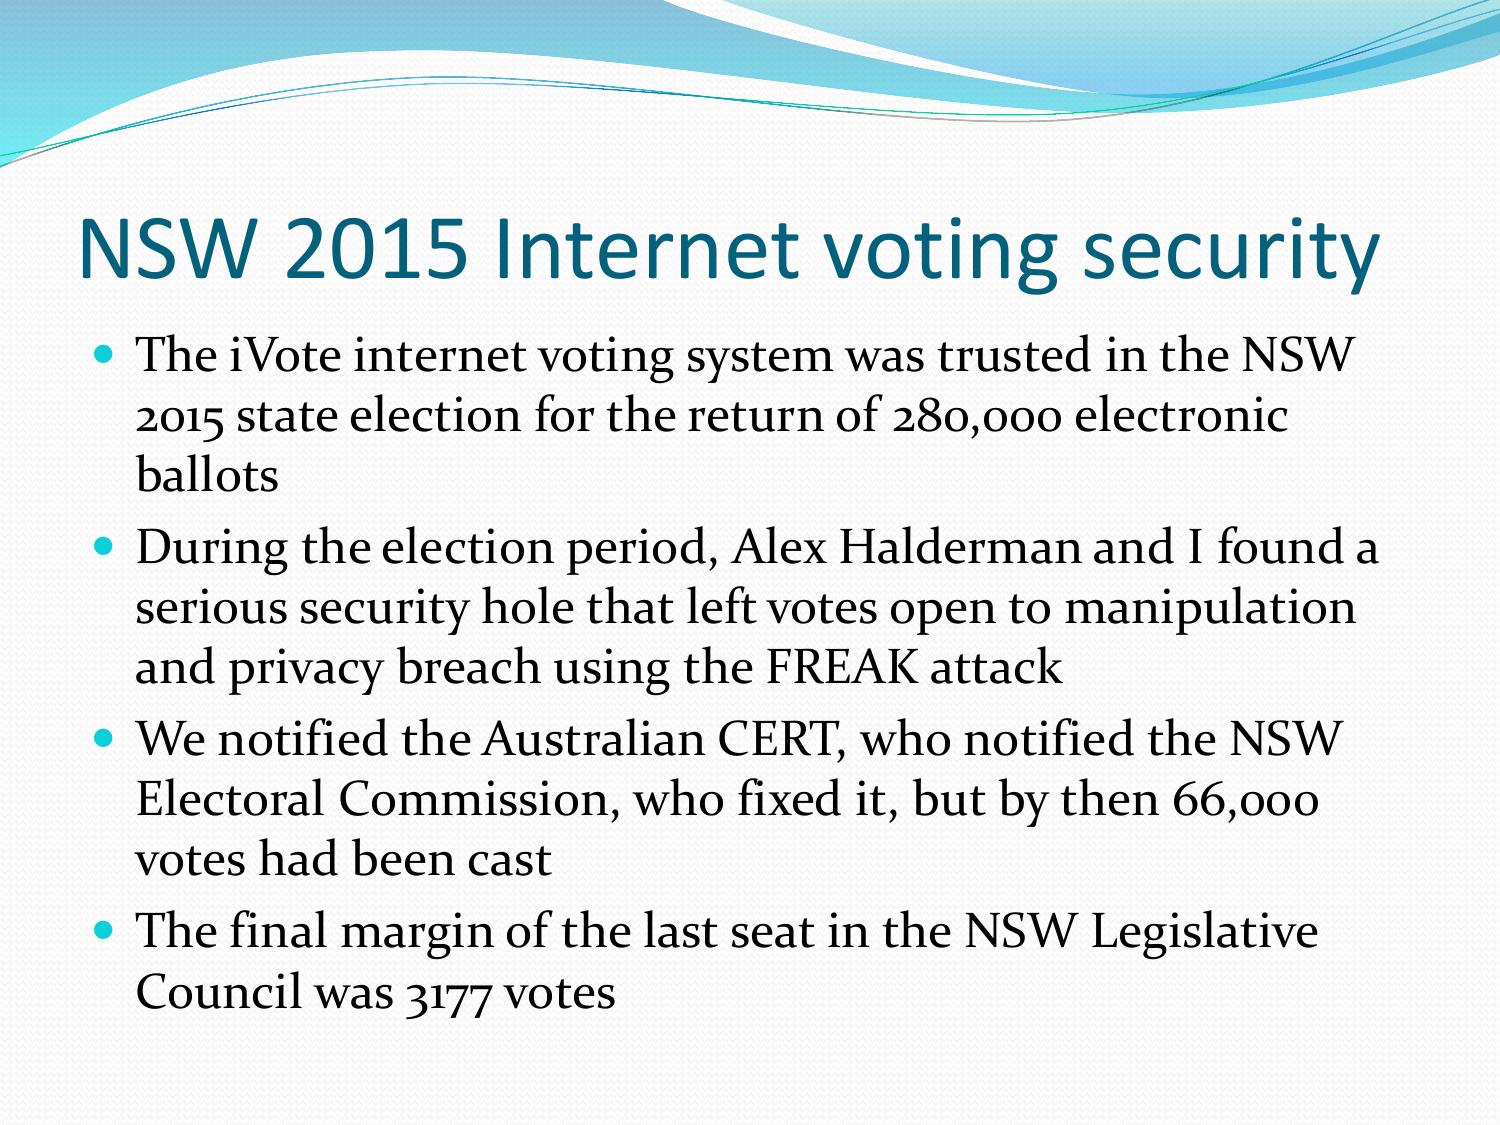 NSW 2015 Internet voting security
• The iVote internet voting system was trusted in the NSW
2015 state election for the return of 280,000 electronic
ballots
• During the election period, Alex Halderman and I found a
serious security hole that left votes open to manipulation
and privacy breach using the FREAK attack
• We notified the Australian CERT, who notified the NSW
Electoral Commission, who fixed it, but by then 66,000
votes had been cast
• The final margin of the last seat in the NSW Legislative
Council was 3177 votes